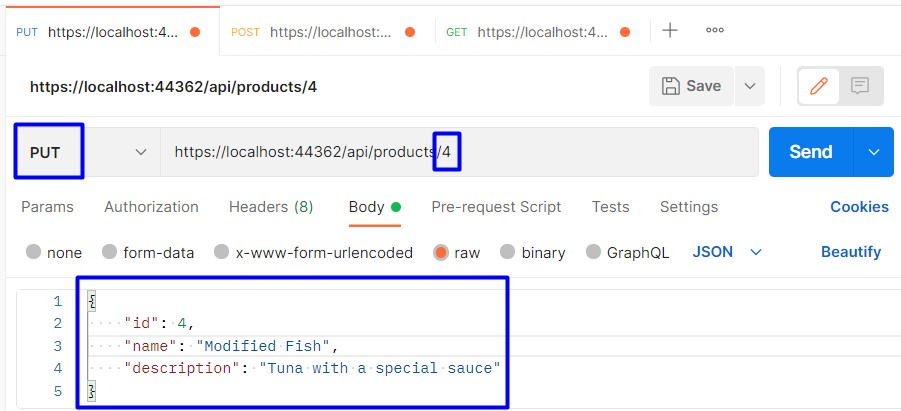 PUT https://localhost:4... POST https://localhost:... GET https://localhost:4...
https://localhost:44362/api/products/4 Save
PUT https://localhost:44362/api/products/4 Send
Params Authorization Headers (8) Body Pre-request Script Tests Settings Cookies
none form-data x-www-form-urlencoded raw binary GraphQL JSON Beautify
1 {
2 "id": 4,
3 "name": "Modified Fish",
4 "description": "Tuna with a special sauce"
5 }